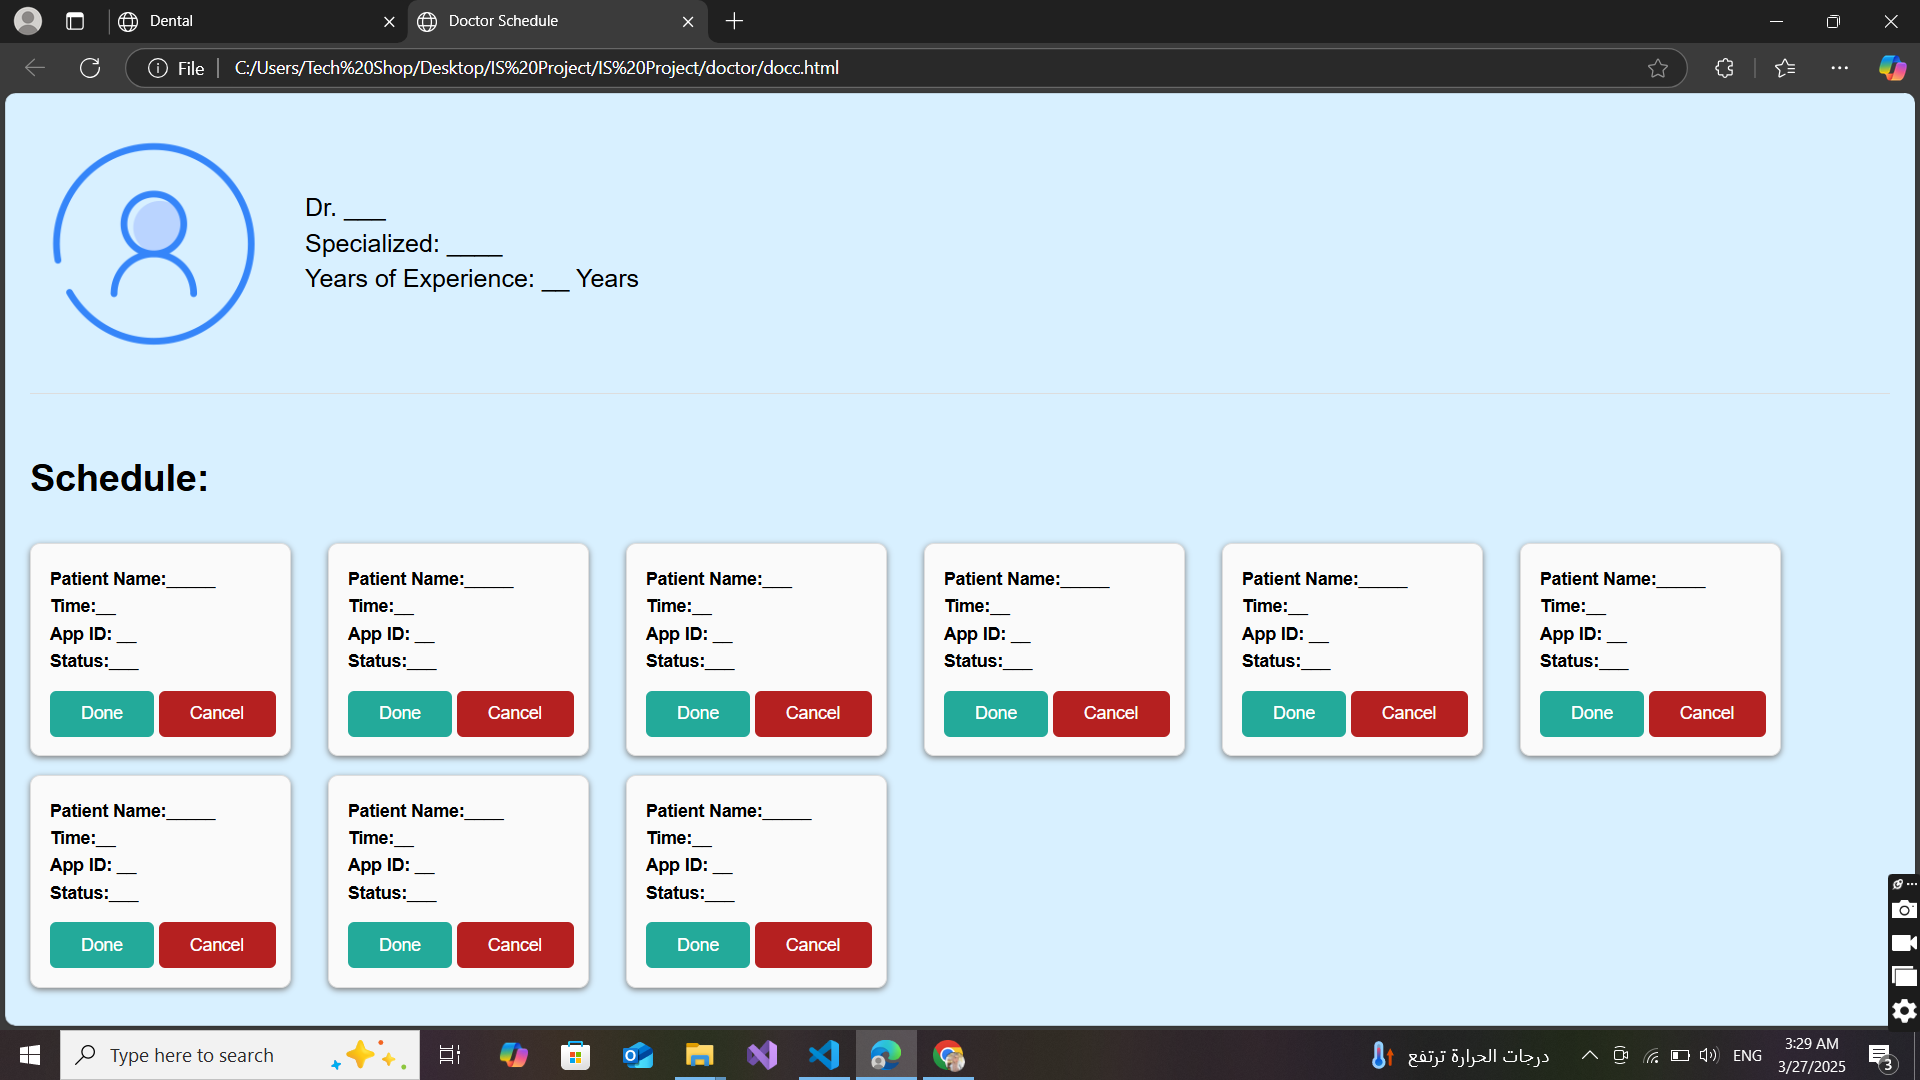 Dental
Doctor Schedule
File
C:/Users/Tech%20Shop/Desktop/IS%20Project/IS%20Project/doctor/docc.html
Dr. ___
Specialized: ____
Years of Experience: __ Years
Schedule:
Patient Name:_____
Time:__
App ID: __
Status:___
Done Cancel
Patient Name:_____
Time:__
App ID: __
Status:___
Done Cancel
Patient Name:___
Time:__
App ID: __
Status:___
Done Cancel
Patient Name:_____
Time:__
App ID: __
Status:___
Done Cancel
Patient Name:_____
Time:__
App ID: __
Status:___
Done Cancel
Patient Name:_____
Time:__
App ID: __
Status:___
Done Cancel
Patient Name:_____
Time:__
App ID: __
Status:___
Done Cancel
Patient Name:____
Time:__
App ID: __
Status:___
Done Cancel
Patient Name:_____
Time:__
App ID: __
Status:___
Done Cancel
Type here to search
درجات الحرارة ترتفع
ENG
3:29 AM
3/27/2025
3